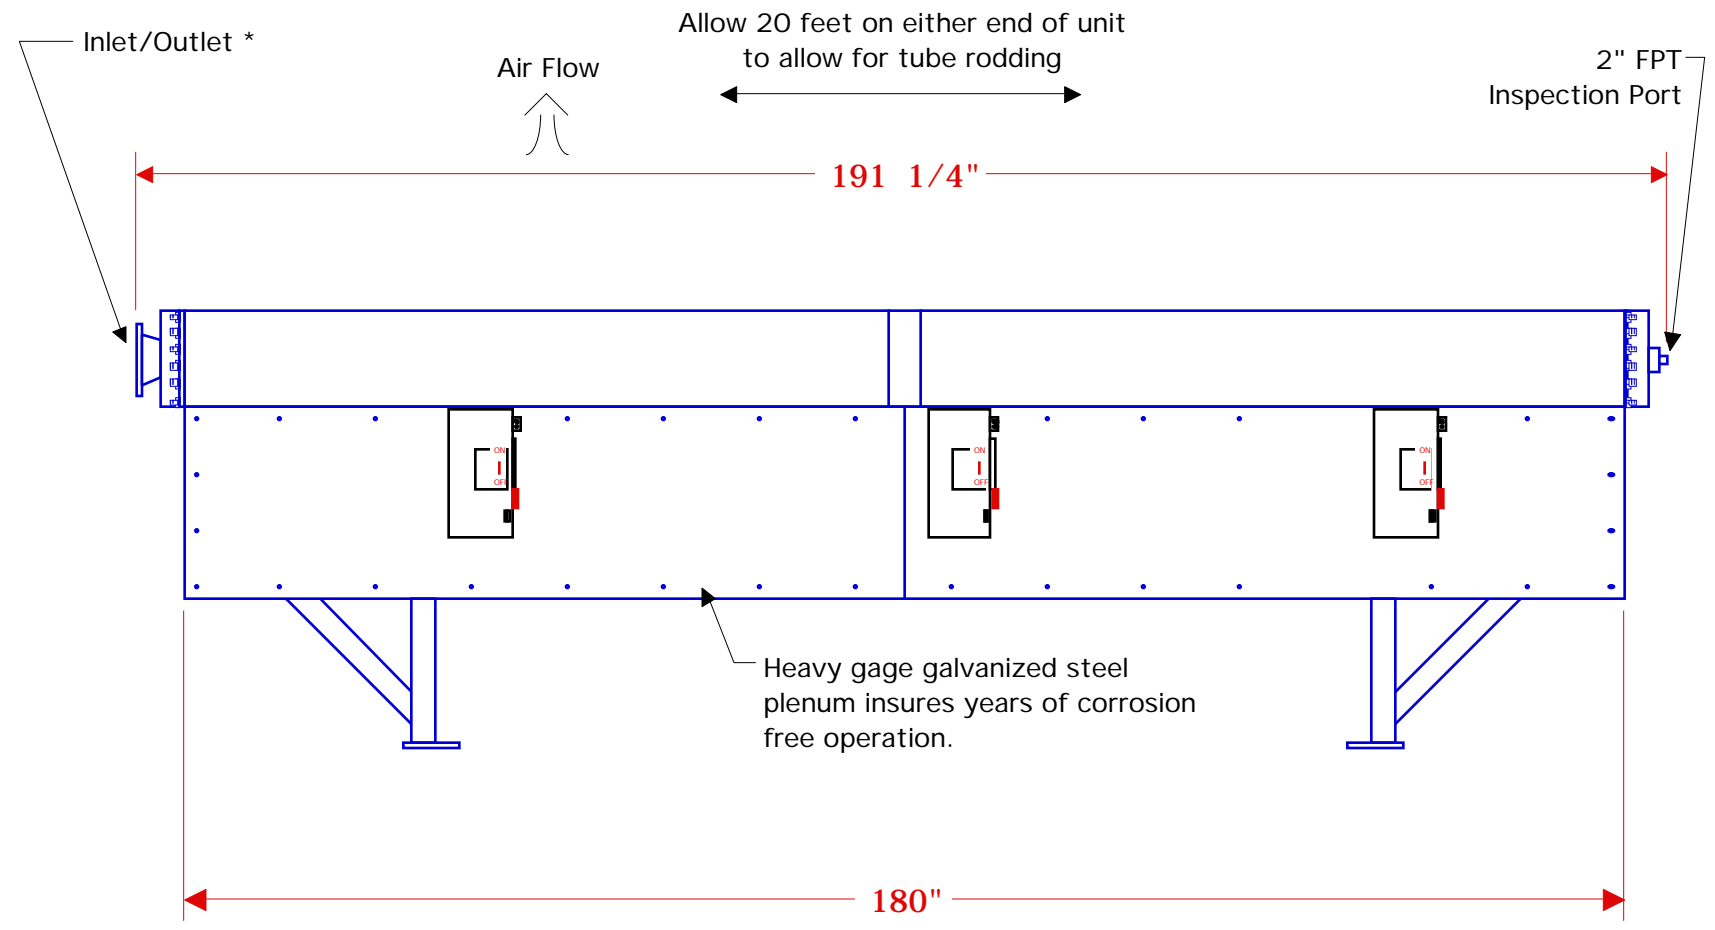 Inlet/Outlet *
Air Flow
Allow 20 feet on either end of unit
to allow for tube rodding
2" FPT
Inspection Port
191 1/4"
ON
OFF
ON
OFF
ON
OFF
Heavy gage galvanized steel
plenum insures years of corrosion
free operation.
180"